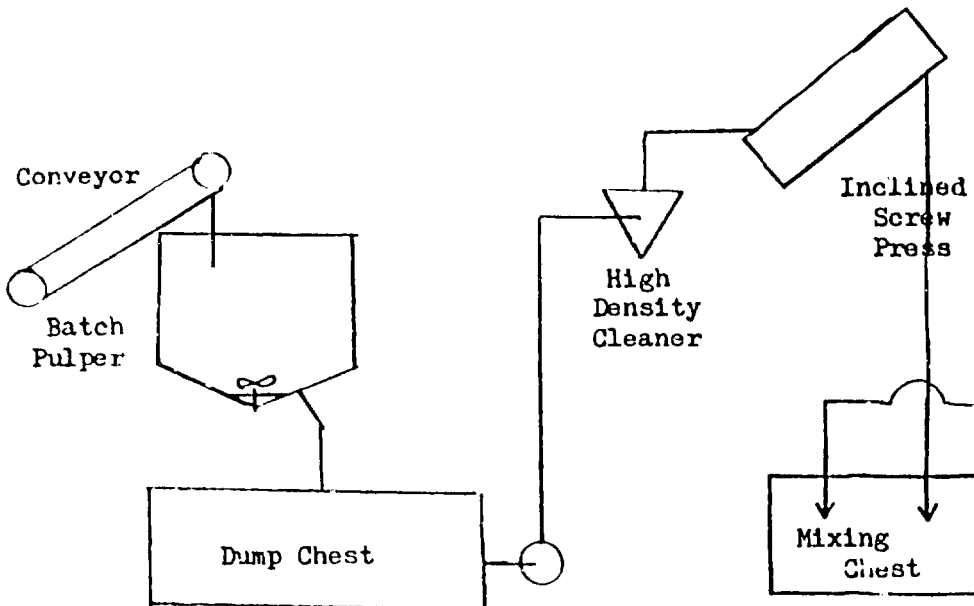 Conveyor
Batch
Pulper
Dump Chest
High
Density
Cleaner
Inclined
Screw
Press
Mixing
Chest